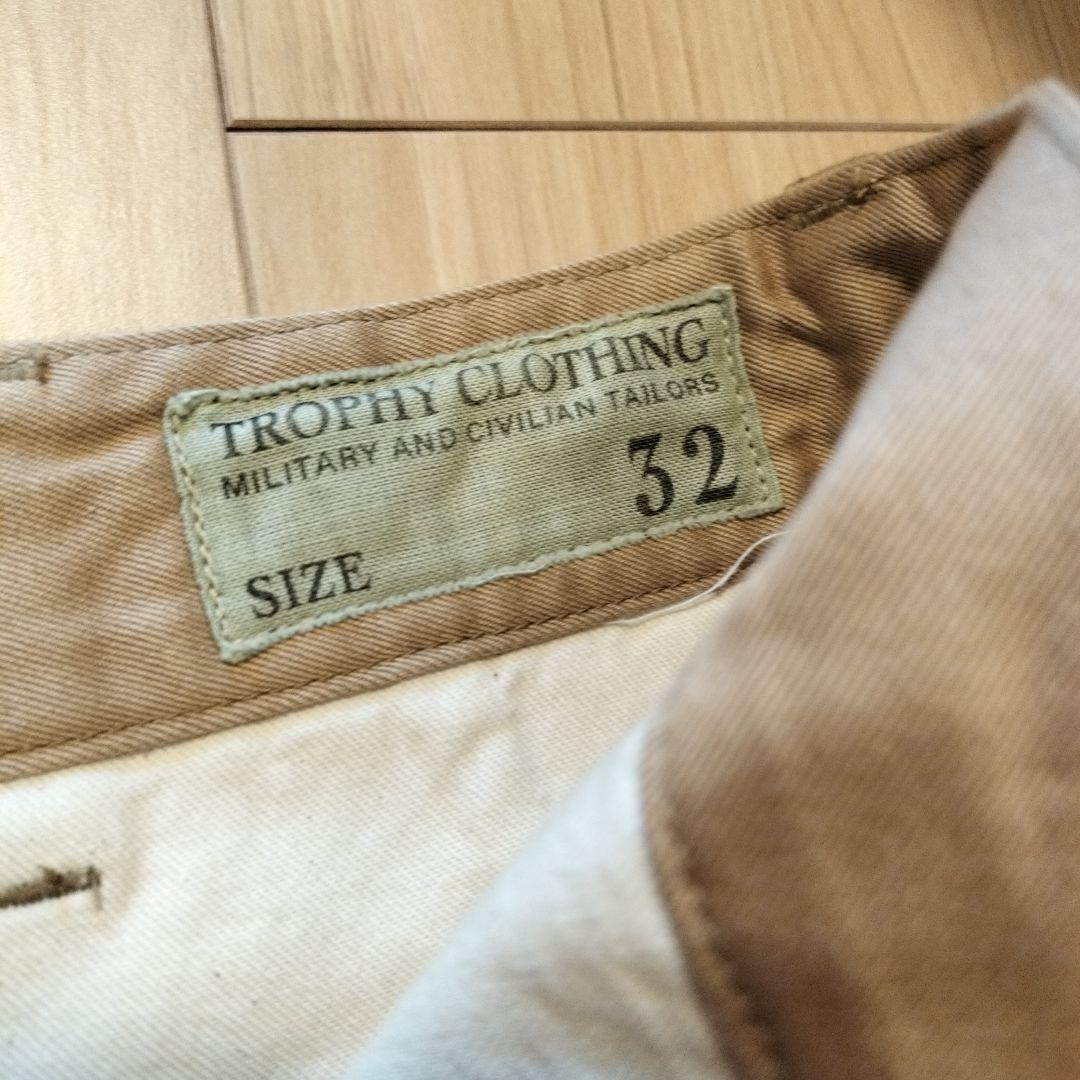 TROPHY CLOTHING
MILITARY AND CIVILIAN TAILORS
32
SIZE